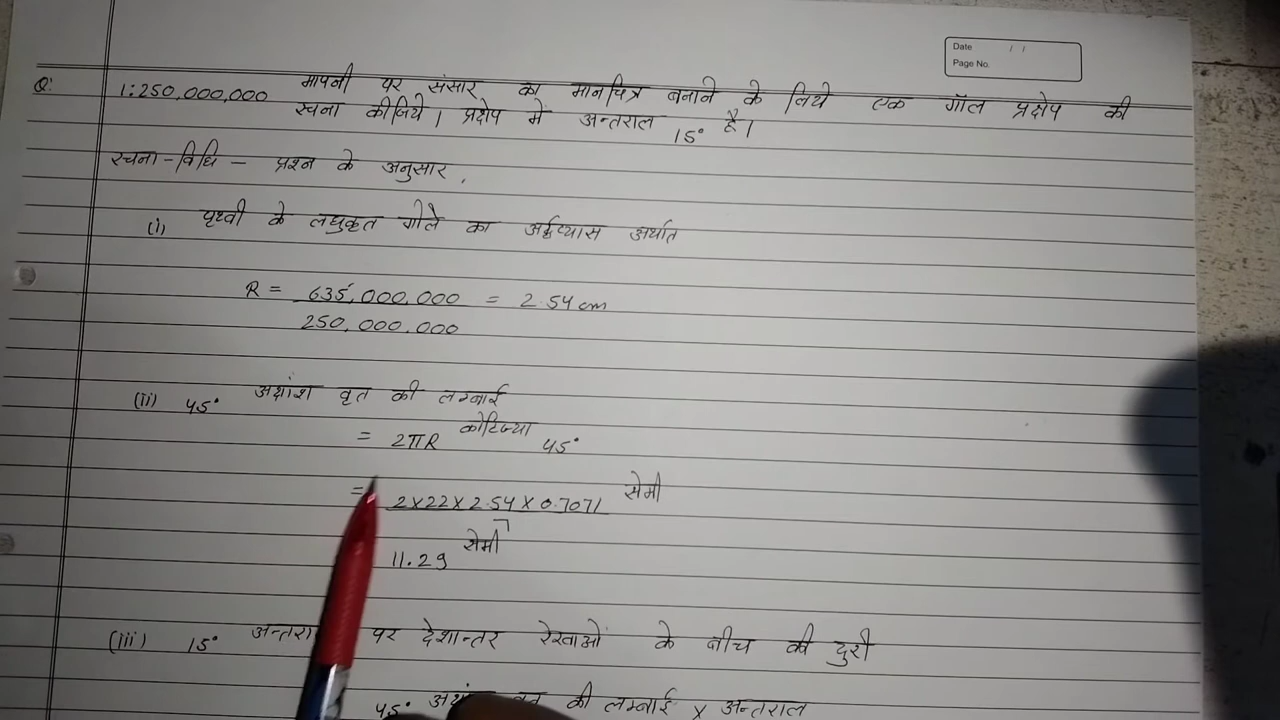 Date / /
Page No.
Q: 1:250,000,000 मापनी पर संसार का मानचित्र बनाने के लिये एक गॉल प्रक्षेप की
रचना कीजिये। प्रक्षेप में अन्तराल 15° है।
रचना-विधि - प्रश्न के अनुसार,
(i) पृथ्वी के लघुकृत गोले का अर्द्धव्यास अर्थात
R = 635,000,000 = 2.54 cm
250,000,000
(ii) 45° अक्षांश वृत की लम्बाई
= 2πR कोटिज्या 45°
= 2×22×2.54×0.7071 सेमी
7
11.29 सेमी
(iii) 15° पर देशान्तर रेखाओं के बीच की दुरी
45° की लम्बाई × अन्तराल